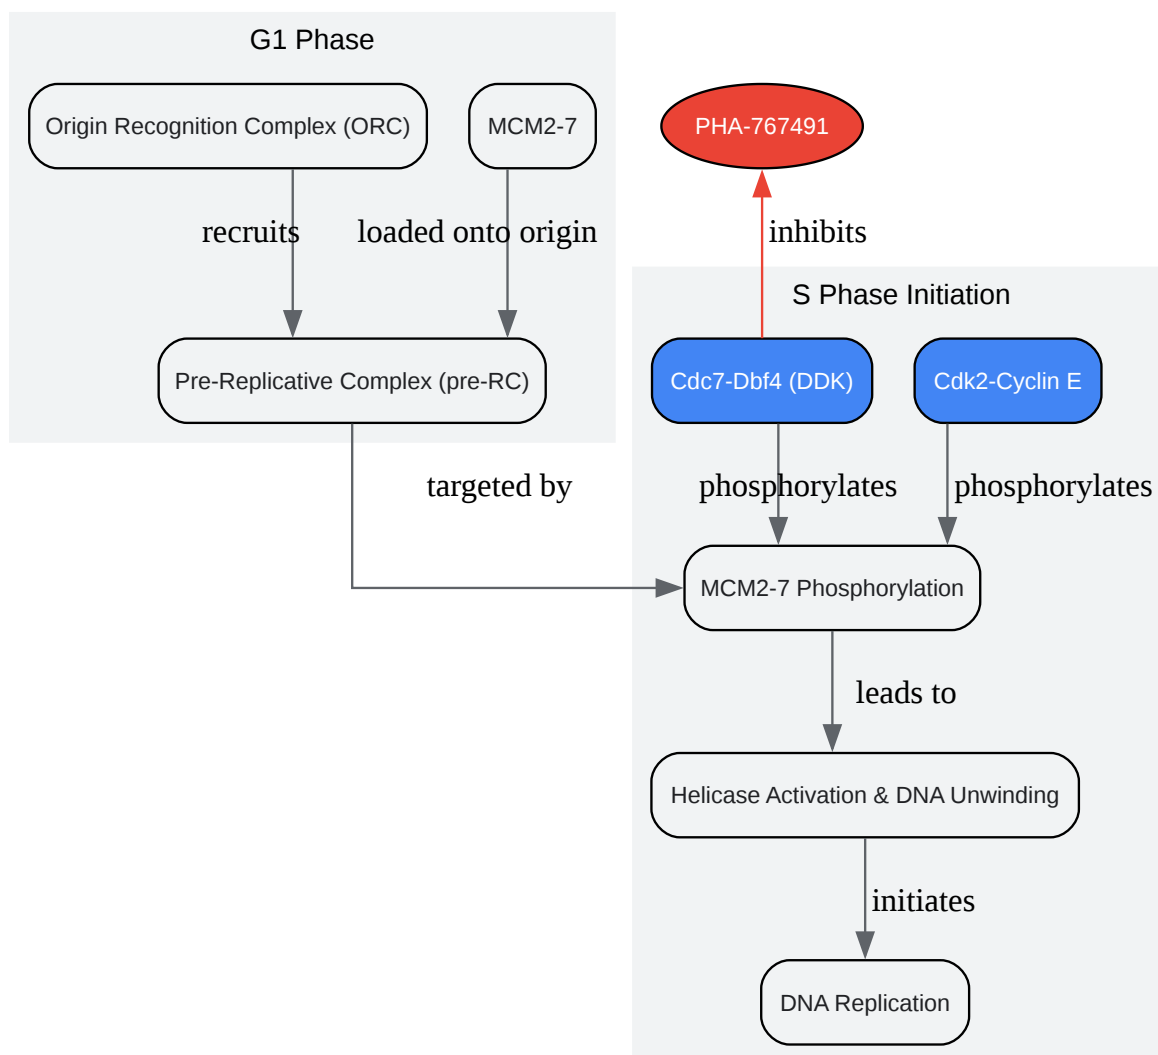 G1 Phase
Origin Recognition Complex (ORC)
MCM2-7
PHA-767491
recruits
loaded onto origin
inhibits
S Phase Initiation
Pre-Replicative Complex (pre-RC)
Cdc7-Dbf4 (DDK)
Cdk2-Cyclin E
targeted by
phosphorylates
phosphorylates
MCM2-7 Phosphorylation
leads to
Helicase Activation & DNA Unwinding
initiates
DNA Replication